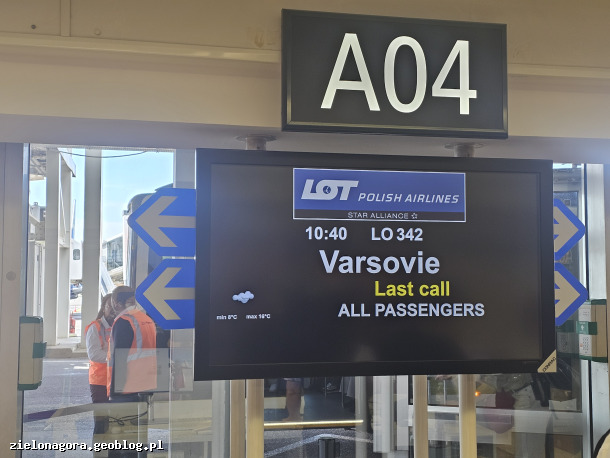 A04
LOT POLISH AIRLINES
STAR ALLIANCE
10:40 LO 342
Varsovie
Last call
ALL PASSENGERS
min 8°C max 16°C
zielonagora.geoblog.pl